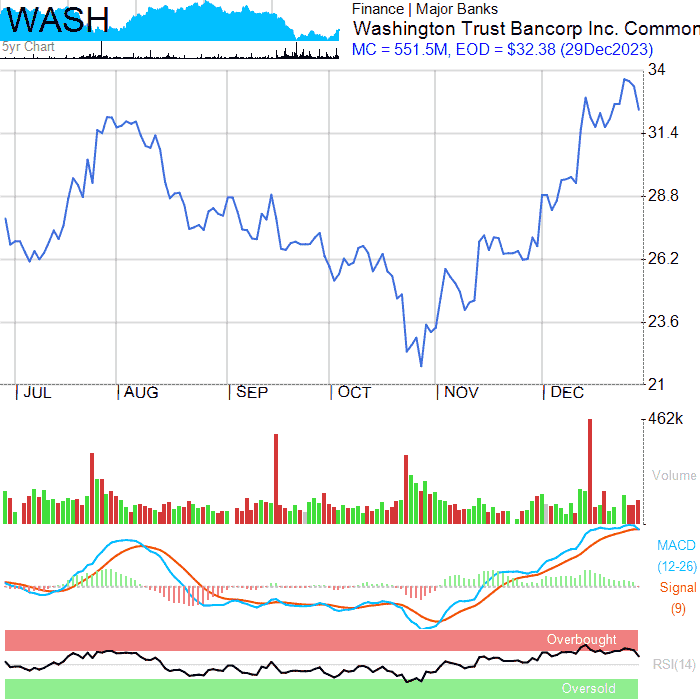 WASH
5yr Chart
Finance | Major Banks
Washington Trust Bancorp Inc. Common
MC = 551.5M, EOD = $32.38 (29Dec2023)
34
31.4
28.8
26.2
23.6
21
JUL AUG SEP OCT NOV DEC
462k
Volume
MACD
(12-26)
Signal
(9)
Overbought
RSI(14)
Oversold